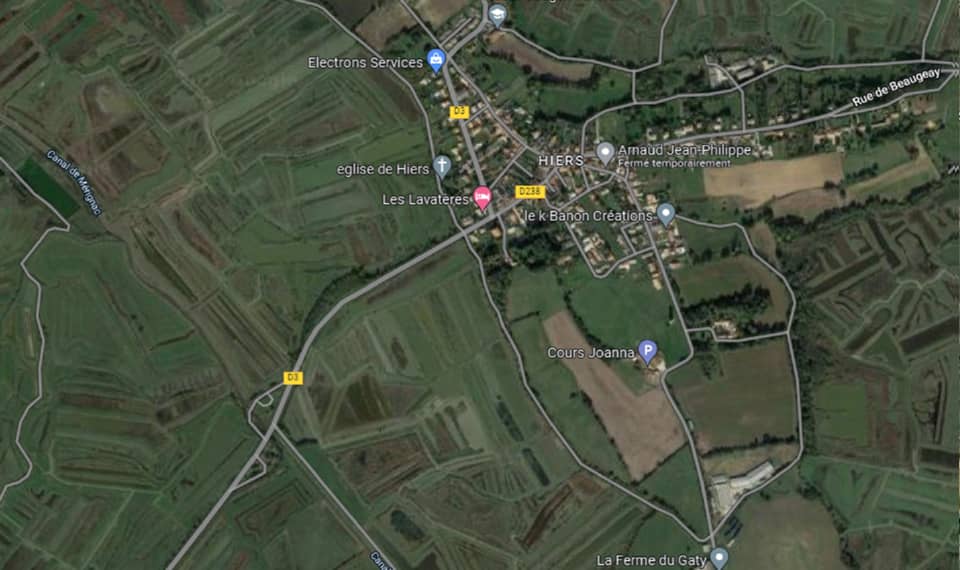 Electrons Services
D3
Rue de Beaugeay
Canal de Mérignac
eglise de Hiers
HIERS
Arnaud Jean-Philippe
Fermé temporairement
Les Lavateres
D238
le k Banon Créations
Cours Joanna
P
D3
La Ferme du Gaty